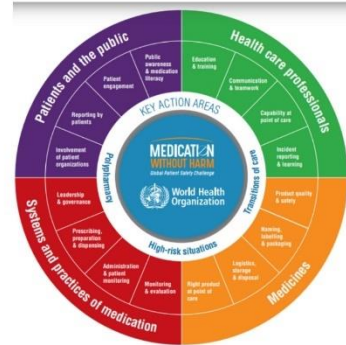 Patients and the public
Public
awareness
& medication
literacy
Patient
engagement
Reporting by
patients
Involvement
of patient
organizations
Health care professionals
Education
& training
Communication
& teamwork
Capability at
point of care
Incident
reporting
& learning
Medicines
Product quality
& safety
Naming,
labelling
& packaging
Logistics,
storage
& disposal
Right product
at point of
care
Systems and practices of medication
Leadership
& governance
Prescribing,
preparation
& dispensing
Administration
& patient
monitoring
Monitoring
& evaluation
KEY ACTION AREAS
Polypharmacy
Transitions of care
High-risk situations
MEDICATION
WITHOUT HARM
Global Patient Safety Challenge
World Health
Organization